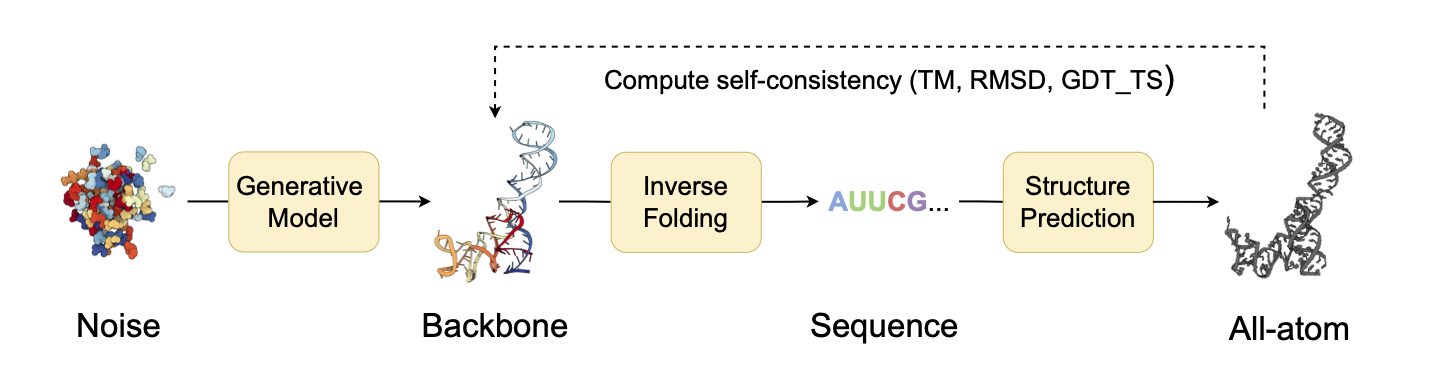 Compute self-consistency (TM, RMSD, GDT_TS)
Generative
Model
Inverse
Folding
AUUCG...
Structure
Prediction
Noise
Backbone
Sequence
All-atom